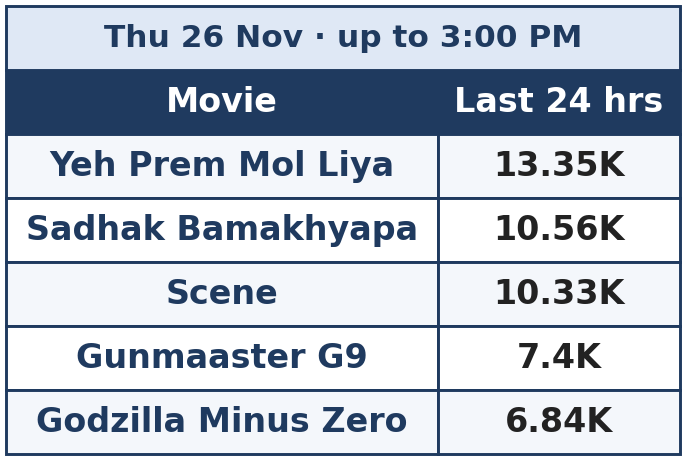 Thu 26 Nov · up to 3:00 PM
Movie Last 24 hrs
Yeh Prem Mol Liya 13.35K
Sadhak Bamakhyapa 10.56K
Scene 10.33K
Gunmaaster G9 7.4K
Godzilla Minus Zero 6.84K